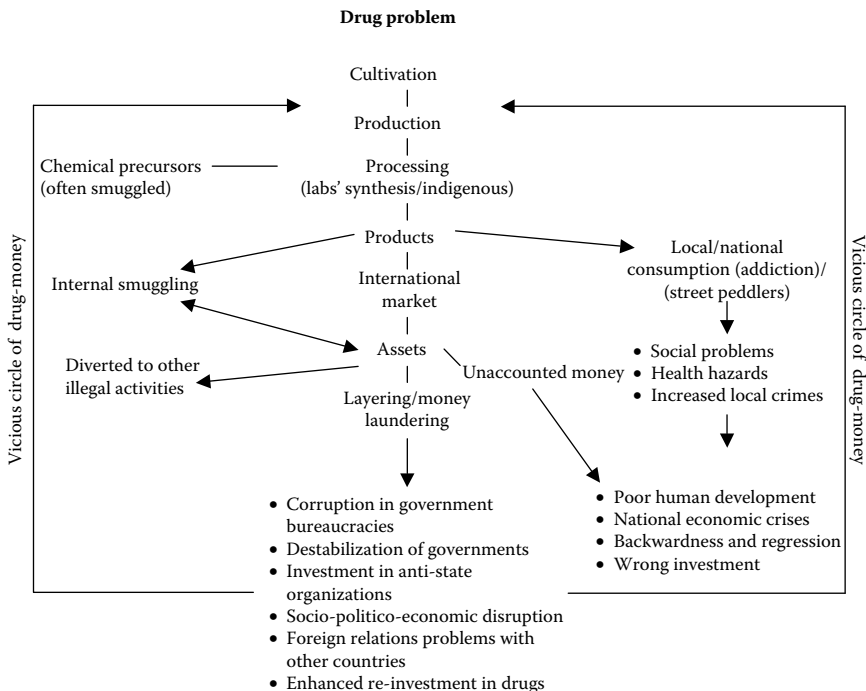 Drug problem
Cultivation
Production
Chemical precursors
(often smuggled)
Processing
(labs' synthesis/indigenous)
Products
Local/national
consumption (addiction)/
(street peddlers)
Internal smuggling
International
market
Vicious circle of drug-money
Vicious circle of drug-money
Assets
Diverted to other
illegal activities
Unaccounted money
• Social problems
• Health hazards
• Increased local crimes
Layering/money
laundering
• Corruption in government
bureaucracies
• Destabilization of governments
• Investment in anti-state
organizations
• Socio-politico-economic disruption
• Foreign relations problems with
other countries
• Enhanced re-investment in drugs
• Poor human development
• National economic crises
• Backwardness and regression
• Wrong investment